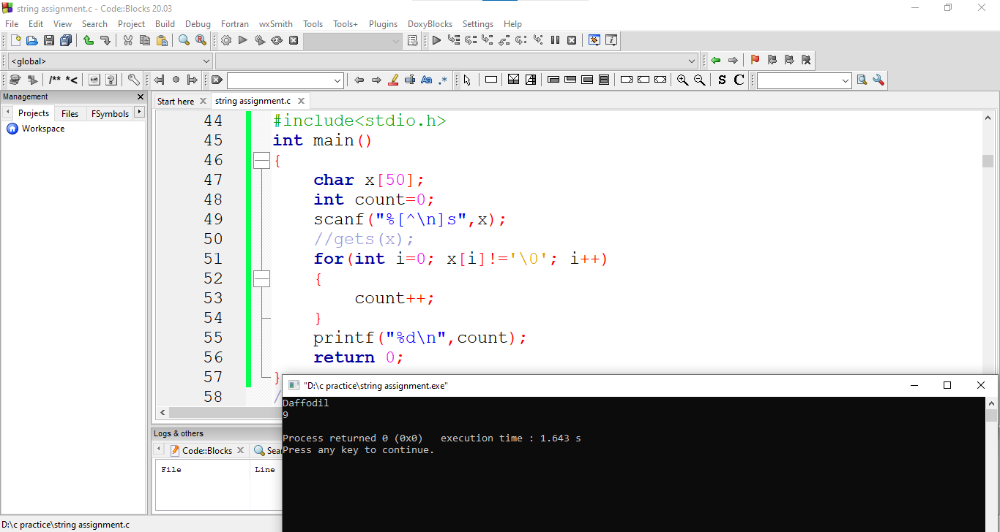 string assignment.c - Code::Blocks 20.03
File Edit View Search Project Build Debug Fortran wxSmith Tools Tools+ Plugins DoxyBlocks Settings Help
<global>
/** *<
S C
Management
Projects Files FSymbols
Workspace
Start here string assignment.c
44 #include<stdio.h>
45 int main()
46 {
47 char x[50];
48 int count=0;
49 scanf("%[^\n]s",x);
50 //gets(x);
51 for(int i=0; x[i]!='\0'; i++)
52 {
53 count++;
54 }
55 printf("%d\n",count);
56 return 0;
57 }
58 /
"D:\c practice\string assignment.exe"
Daffodil
9
Process returned 0 (0x0) execution time : 1.643 s
Press any key to continue.
Logs & others
Code::Blocks Sea
File Line
D:\c practice\string assignment.c